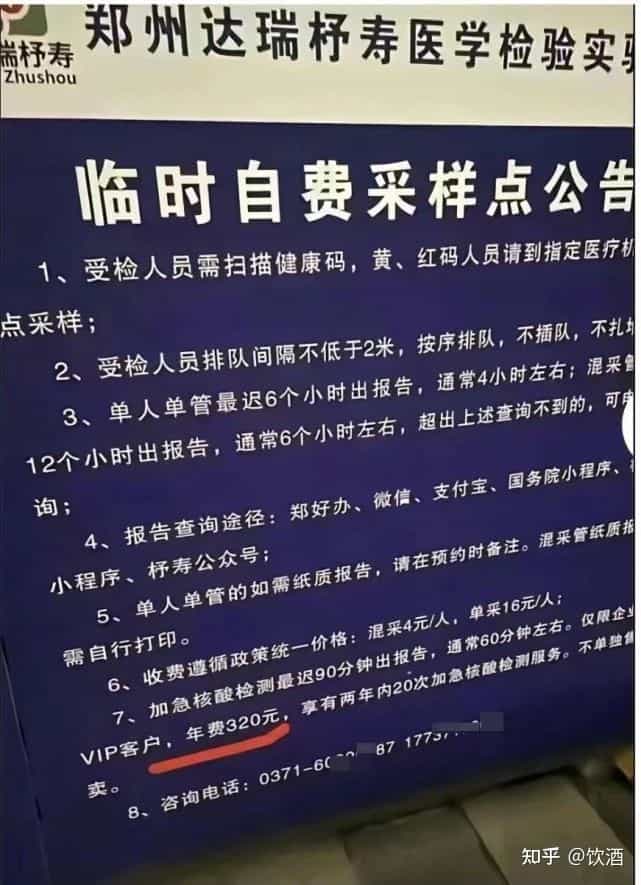 瑞杼寿
Zhushou
郑州达瑞杼寿医学检验实
临时自费采样点公告
1、受检人员需扫描健康码，黄、红码人员请到指定医疗机
点采样；
2、受检人员排队间隔不低于2米，按序排队，不插队，不扎
3、单人单管最迟6个小时出报告，通常4小时左右；混采
12个小时出报告，通常6个小时左右，超出上述查询不到的，可
询；
4、报告查询途径：郑好办、微信、支付宝、国务院小程序、
小程序、杼寿公众号；
5、单人单管的如需纸质报告，请在预约时备注。混采管纸质报
需自行打印。
6、收费遵循政策统一价格：混采4元/人，单采16元/人；
7、加急核酸检测最迟90分钟出报告，通常60分钟左右。仅限企业
VIP客户，年费320元，享有两年内20次加急核酸检测服务。不单独售
卖。
8、咨询电话：0371-60 87 17737
知乎 @饮酒